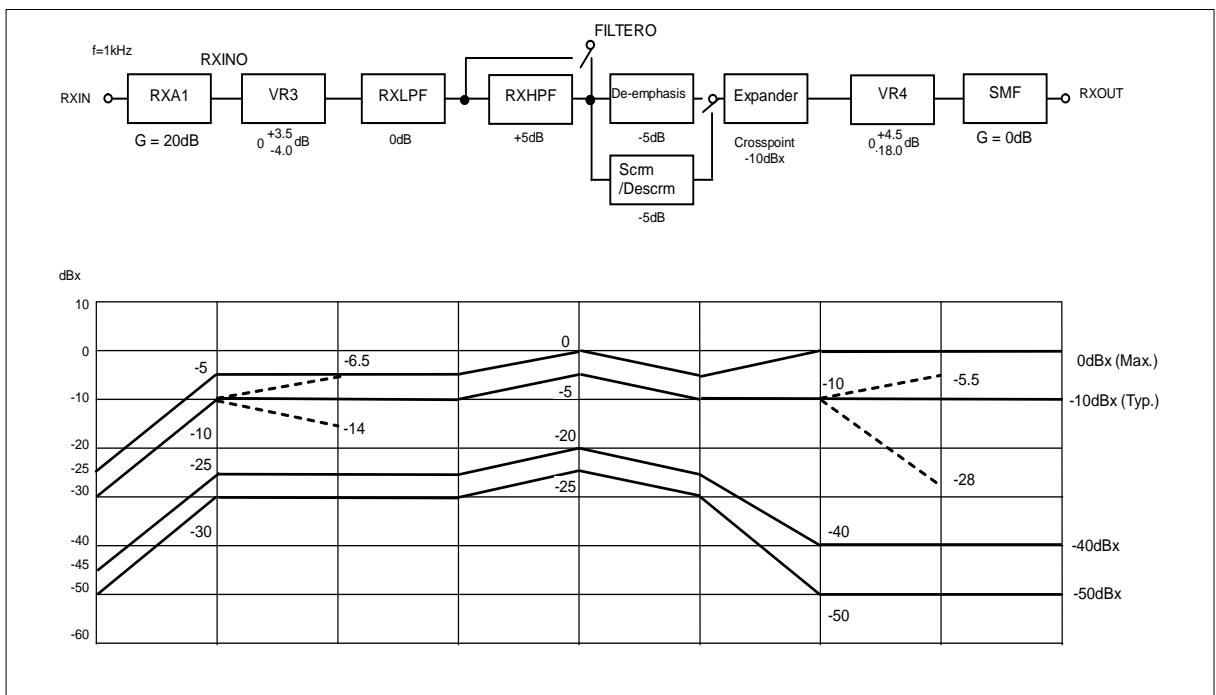 FILTERO
f=1kHz
RXINO
RXIN
RXA1
VR3
RXLPF
RXHPF
De-emphasis
Expander
VR4
SMF
RXOUT
G = 20dB
0 +3.5 -4.0 dB
0dB
+5dB
-5dB
Crosspoint
-10dBx
0 +4.5 .18.0 dB
G = 0dB
Scrm
/Descrm
-5dB
dBx
10
0
-10
-20
-25
-30
-40
-45
-50
-60
-5
-10
-25
-30
-6.5
-14
0
-5
-20
-25
-10
-40
-50
-5.5
-28
0dBx (Max.)
-10dBx (Typ.)
-40dBx
-50dBx